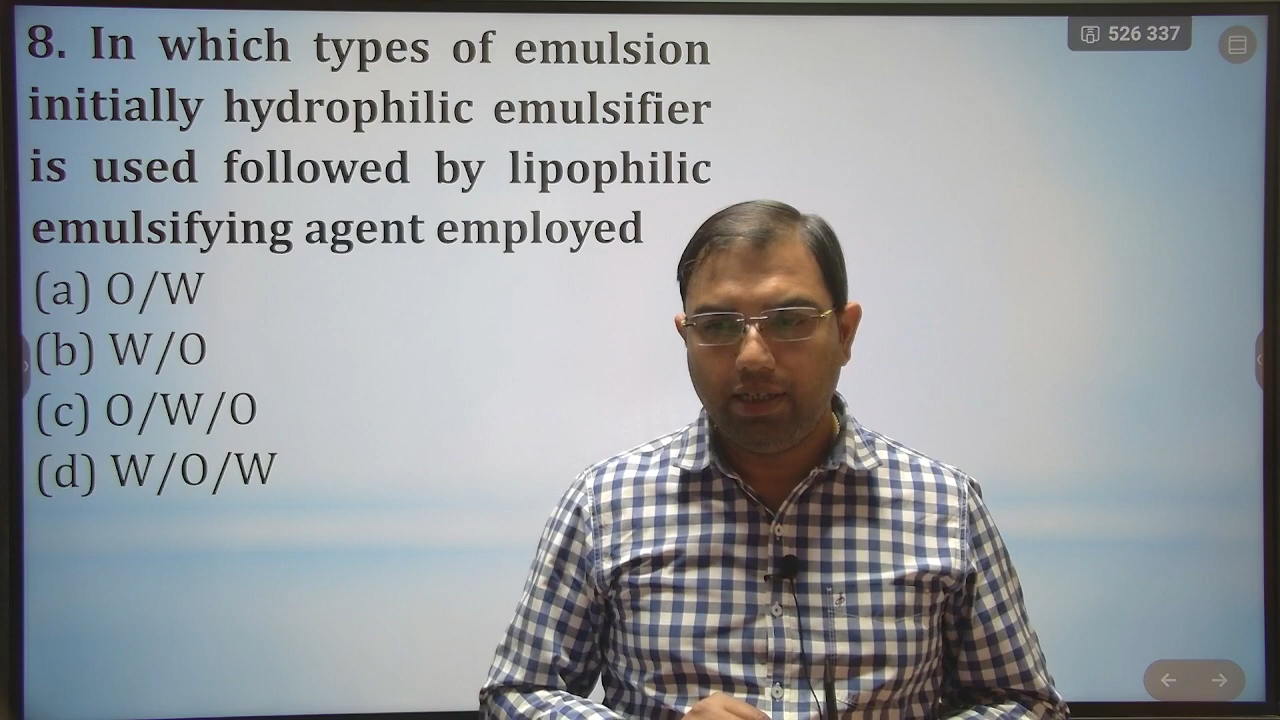 8. In which types of emulsion
initially hydrophilic emulsifier
is used followed by lipophilic
emulsifying agent employed
(a) O/W
(b) W/O
(c) O/W/O
(d) W/O/W
526 337